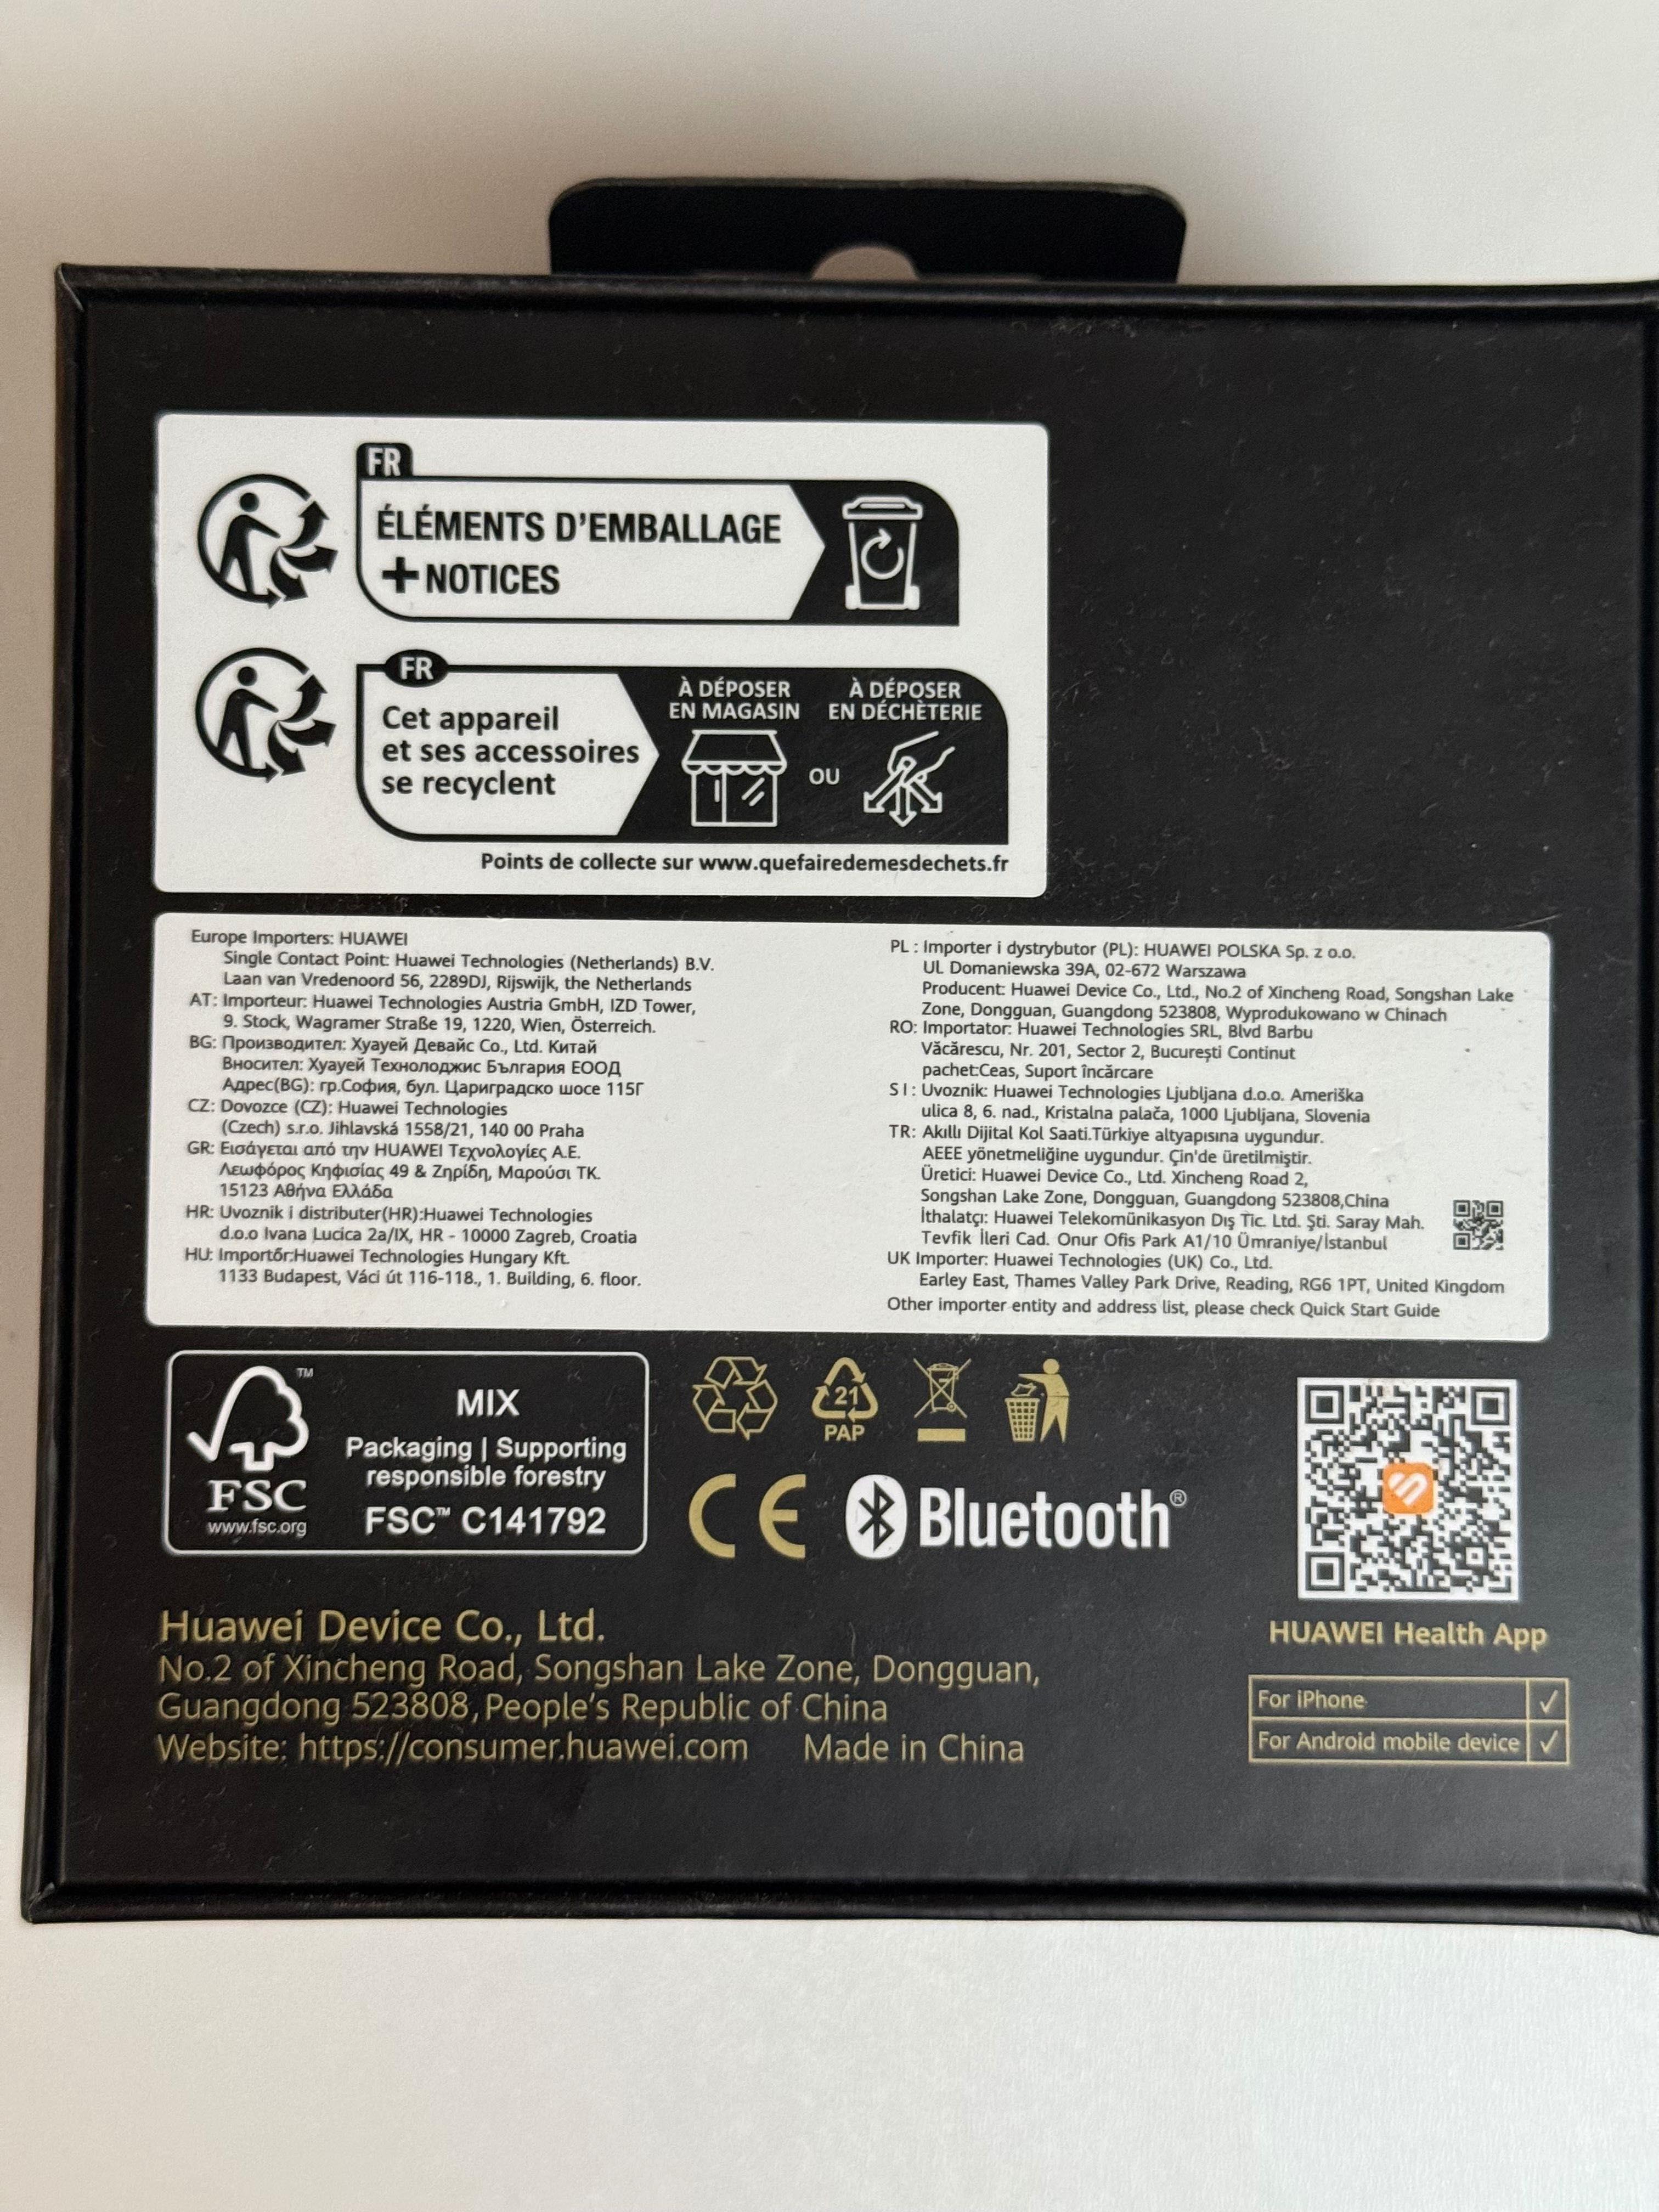 FR
ÉLÉMENTS D'EMBALLAGE
+ NOTICES
FR
Cet appareil
et ses accessoires
se recyclent
À DÉPOSER
EN MAGASIN
OU
À DÉPOSER
EN DÉCHÈTERIE
Points de collecte sur www.quefairedemesdechets.fr
Europe Importers: HUAWEI
Single Contact Point: Huawei Technologies (Netherlands) B.V.
Laan van Vredenoord 56, 2289DJ, Rijswijk, the Netherlands
AT: Importeur: Huawei Technologies Austria GmbH, IZD Tower,
9. Stock, Wagramer Straße 19, 1220, Wien, Österreich.
BG: Производител: Хуауей Девайс Co., Ltd. Китай
Вносител: Хуауей Технолоджис България ЕООД
Адрес(BG): гр.София, бул. Цариградско шосе 115Г
CZ: Dovozce (CZ): Huawei Technologies
(Czech) s.r.o. Jihlavská 1558/21, 140 00 Praha
GR: Εισάγεται από την HUAWEI Τεχνολογίες Α.Ε.
Λεωφόρος Κηφισίας 49 & Ζηρίδη, Μαρούσι ΤΚ.
15123 Αθήνα Ελλάδα
HR: Uvoznik i distributer(HR):Huawei Technologies
d.o.o Ivana Lucica 2a/IX, HR - 10000 Zagreb, Croatia
HU: Importőr:Huawei Technologies Hungary Kft.
1133 Budapest, Váci út 116-118., 1. Building, 6. floor.
PL : Importer i dystrybutor (PL): HUAWEI POLSKA Sp. z o.o.
UL Domaniewska 39A, 02-672 Warszawa
Producent: Huawei Device Co., Ltd., No.2 of Xincheng Road, Songshan Lake
Zone, Dongguan, Guangdong 523808, Wyprodukowano w Chinach
RO: Importator: Huawei Technologies SRL, Blvd Barbu
Văcărescu, Nr. 201, Sector 2, București Continut
pachet:Ceas, Suport încărcare
S I : Uvoznik: Huawei Technologies Ljubljana d.o.o. Ameriška
ulica 8, 6. nad., Kristalna palača, 1000 Ljubljana, Slovenia
TR: Akıllı Dijital Kol Saati.Türkiye altyapısına uygundur.
AEEE yönetmeliğine uygundur. Çin'de üretilmiştir.
Üretici: Huawei Device Co., Ltd. Xincheng Road 2,
Songshan Lake Zone, Dongguan, Guangdong 523808,China
İthalatçı: Huawei Telekomünikasyon Dış Tic. Ltd. Şti. Saray Mah.
Tevfik İleri Cad. Onur Ofis Park A1/10 Ümraniye/İstanbul
UK Importer: Huawei Technologies (UK) Co., Ltd.
Earley East, Thames Valley Park Drive, Reading, RG6 1PT, United Kingdom
Other importer entity and address list, please check Quick Start Guide
TM
FSC
www.fsc.org
MIX
Packaging | Supporting
responsible forestry
FSC™ C141792
21
PAP
CE
Bluetooth®
Huawei Device Co., Ltd.
No.2 of Xincheng Road, Songshan Lake Zone, Dongguan,
Guangdong 523808,People's Republic of China
Website: https://consumer.huawei.com Made in China
HUAWEI Health App
For iPhone ✓
For Android mobile device ✓